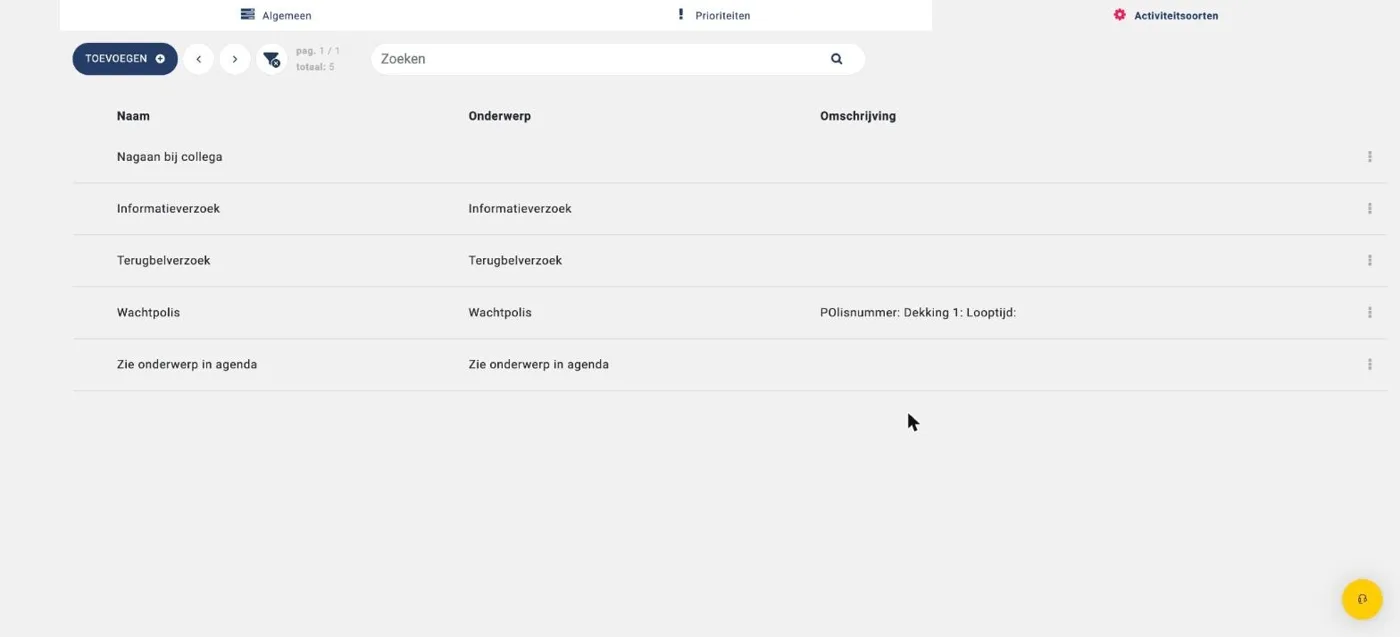 Algemeen
Prioriteiten
Activiteitsoorten
TOEVOEGEN
pag. 1 / 1
totaal: 5
Zoeken
Naam Onderwerp Omschrijving
Nagaan bij collega
Informatieverzoek Informatieverzoek
Terugbelverzoek Terugbelverzoek
Wachtpolis Wachtpolis POlisnummer: Dekking 1: Looptijd:
Zie onderwerp in agenda Zie onderwerp in agenda